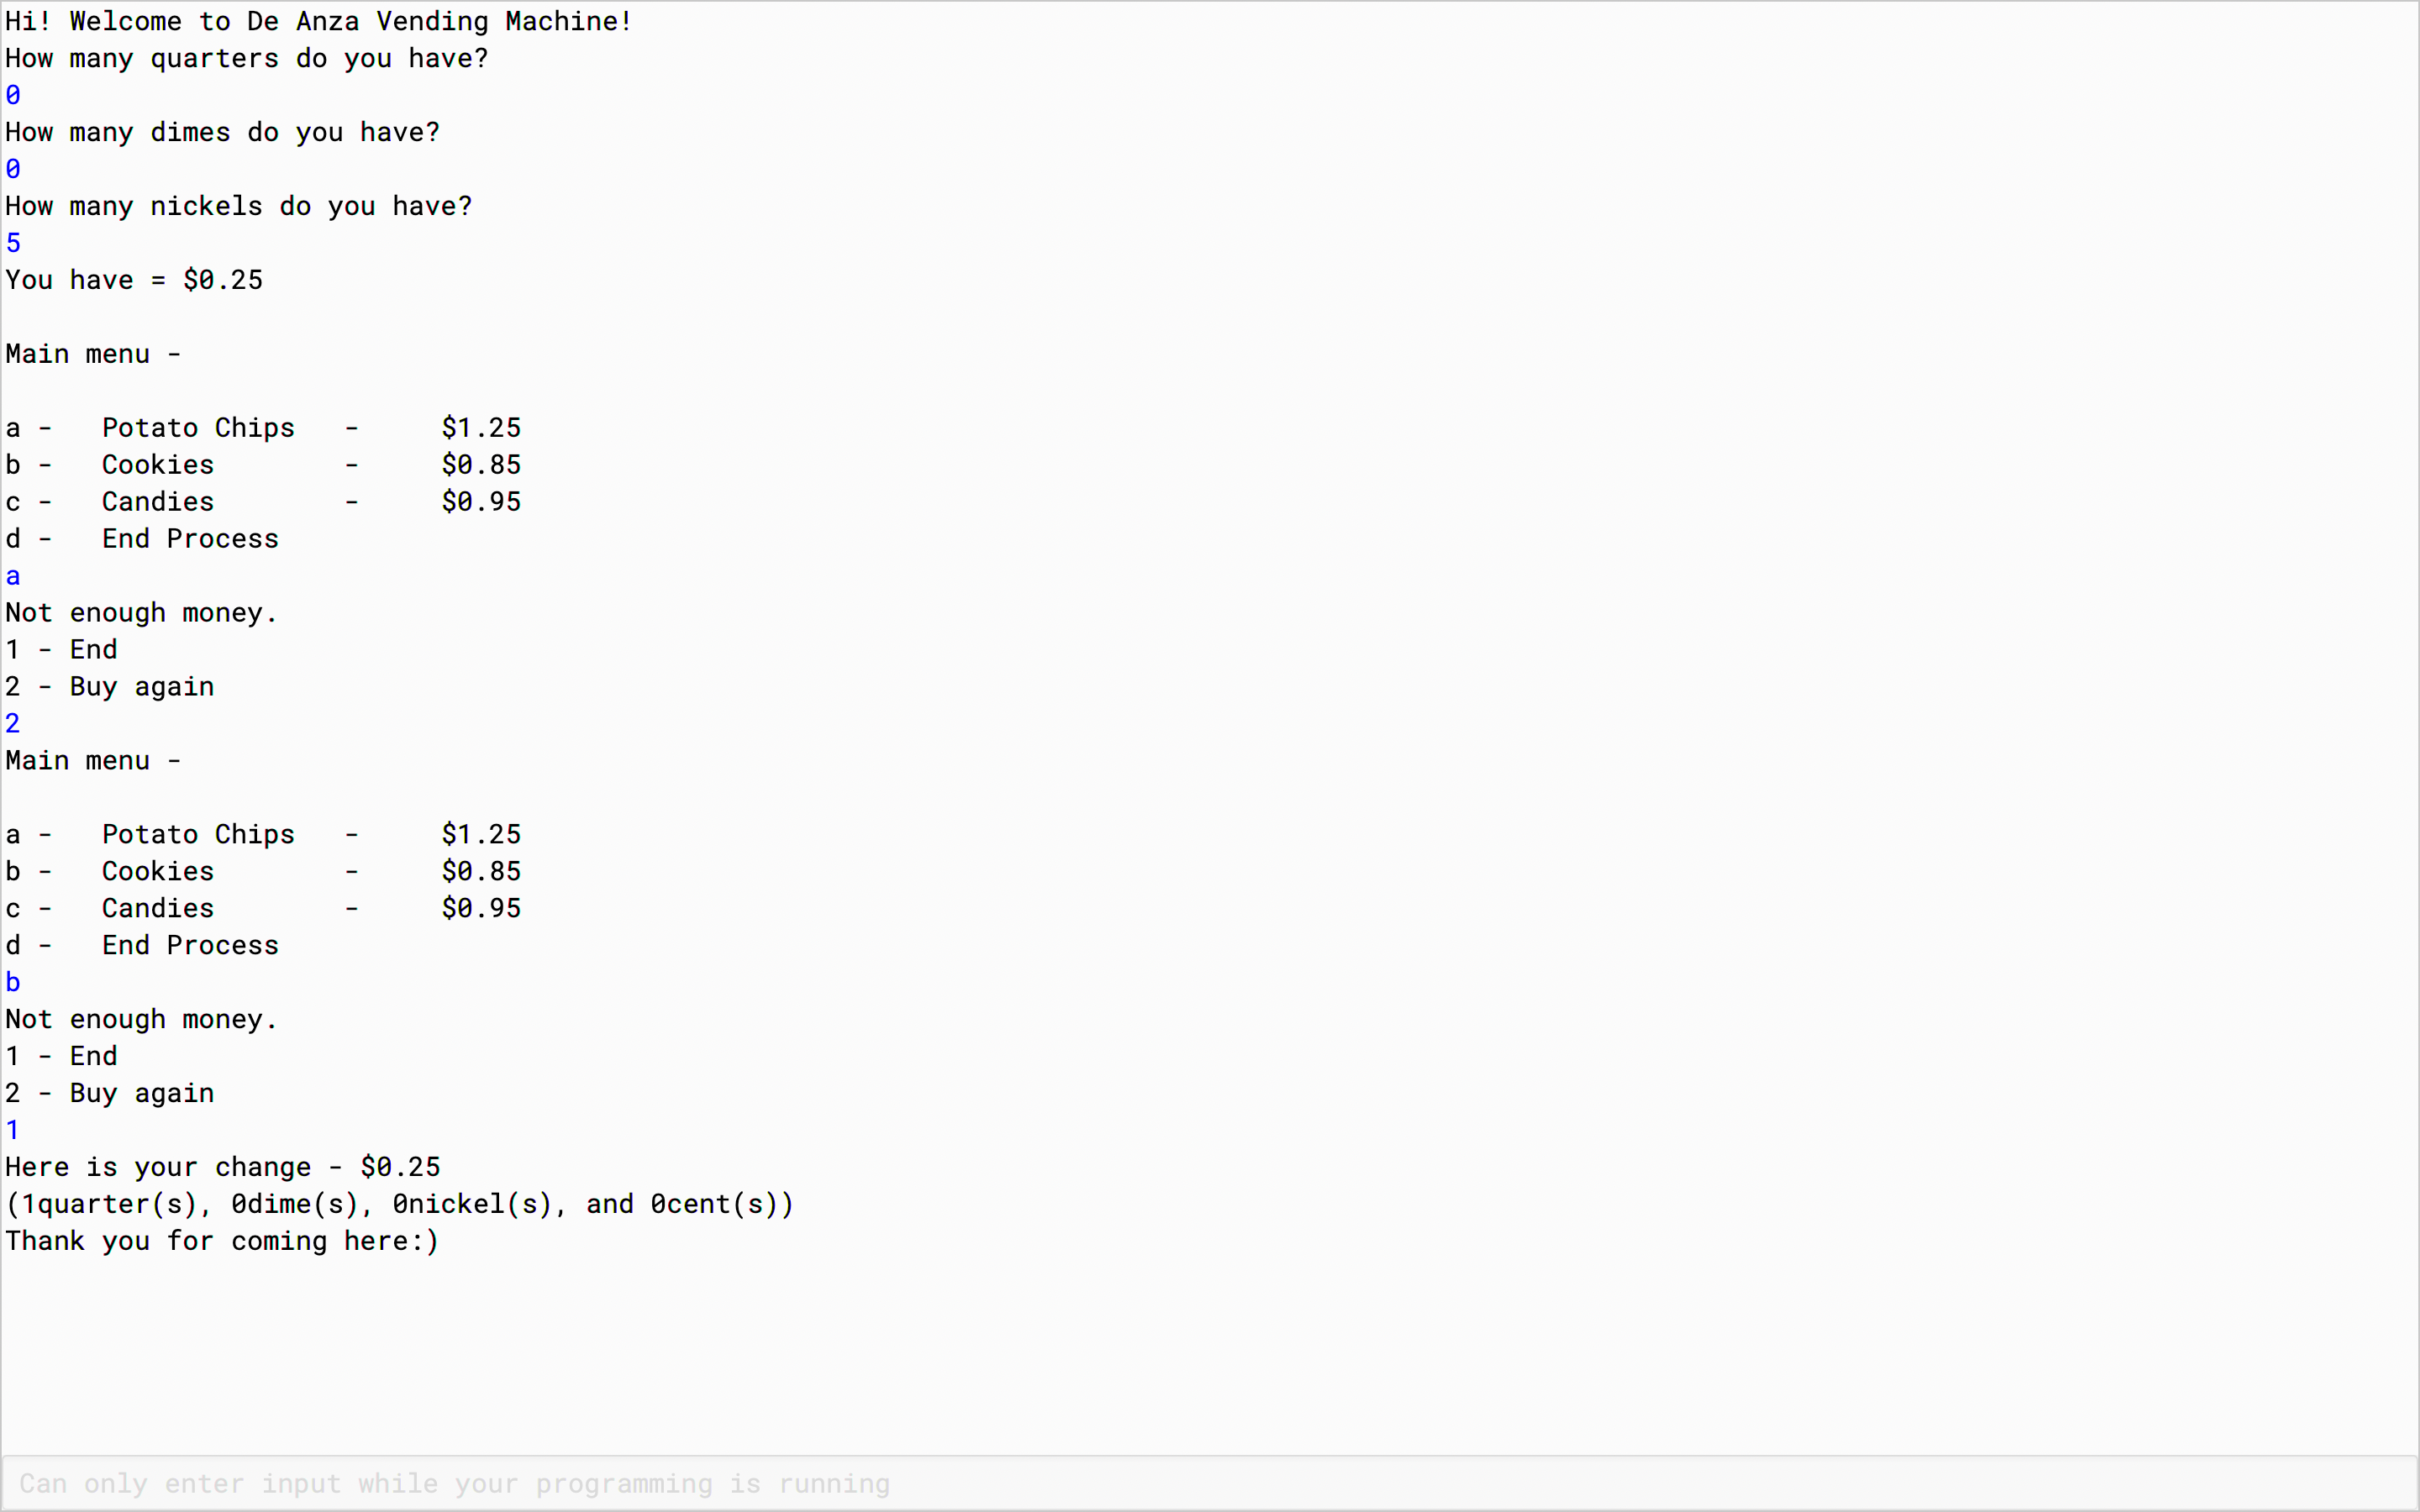 Hi! Welcome to De Anza Vending Machine!
How many quarters do you have?
0
How many dimes do you have?
0
How many nickels do you have?
5
You have = $0.25
Main menu -
a -   Potato Chips   -     $1.25
b -   Cookies        -     $0.85
c -   Candies        -     $0.95
d -   End Process
a
Not enough money.
1 - End
2 - Buy again
2
Main menu -
a -   Potato Chips   -     $1.25
b -   Cookies        -     $0.85
c -   Candies        -     $0.95
d -   End Process
b
Not enough money.
1 - End
2 - Buy again
1
Here is your change - $0.25
(1quarter(s), 0dime(s), 0nickel(s), and 0cent(s))
Thank you for coming here:)
Can only enter input while your programming is running